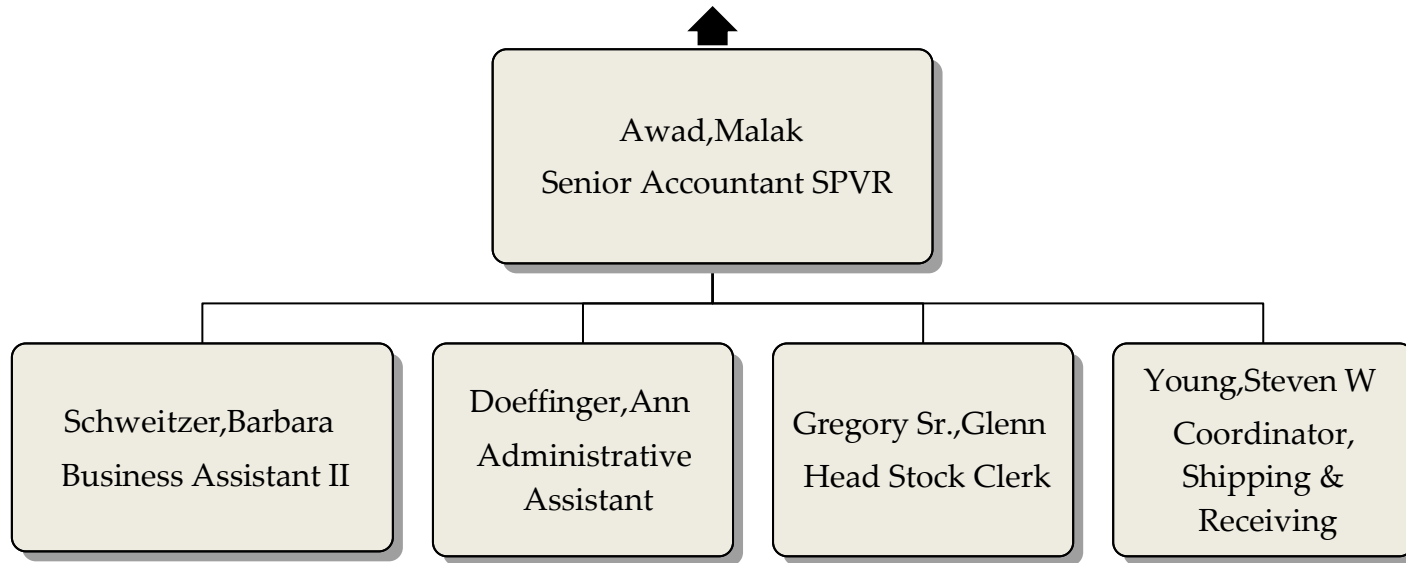 Awad,Malak
Senior Accountant SPVR
Schweitzer,Barbara
Business Assistant II
Doeffinger,Ann
Administrative
Assistant
Gregory Sr.,Glenn
Head Stock Clerk
Young,Steven W
Coordinator,
Shipping &
Receiving